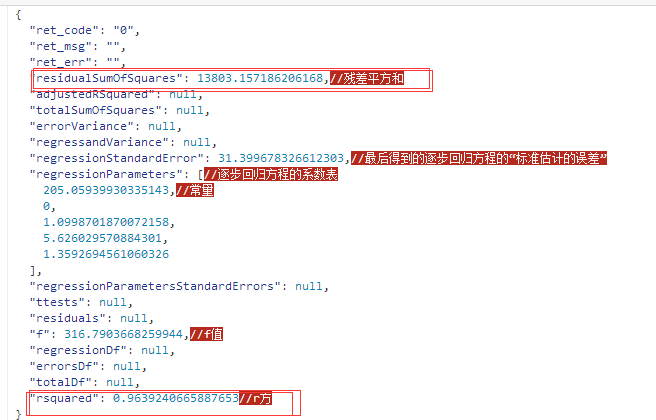 {
"ret_code": "0",
"ret_msg": "",
"ret_err": "",
"residualSumOfSquares": 13803.157186206168,//残差平方和
"adjustedRSquared": null,
"totalSumOfSquares": null,
"errorVariance": null,
"regressandVariance": null,
"regressionStandardError": 31.399678326612303,//最后得到的逐步回归方程的“标准估计的误差”
"regressionParameters": [//逐步回归方程的系数表
205.05939930335143,//常量
0,
1.0998701870072158,
5.626029570884301,
1.3592694561060326
],
"regressionParametersStandardErrors": null,
"ttests": null,
"residuals": null,
"f": 316.7903668259944,//f值
"regressionDf": null,
"errorsDf": null,
"totalDf": null,
"rsquared": 0.9639240665887653//r方
}